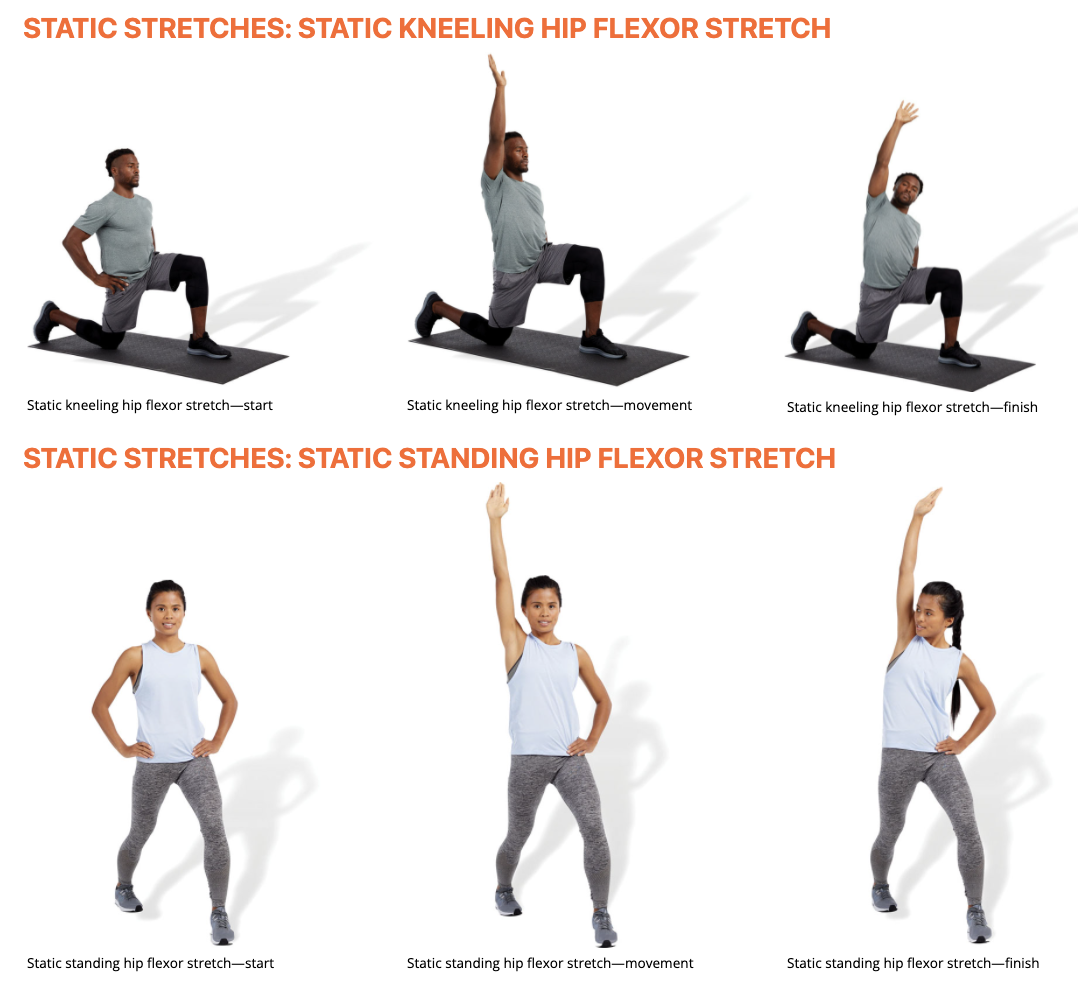 STATIC STRETCHES: STATIC KNEELING HIP FLEXOR STRETCH
Static kneeling hip flexor stretch—start
Static kneeling hip flexor stretch—movement
Static kneeling hip flexor stretch—finish
STATIC STRETCHES: STATIC STANDING HIP FLEXOR STRETCH
Static standing hip flexor stretch—start
Static standing hip flexor stretch—movement
Static standing hip flexor stretch—finish